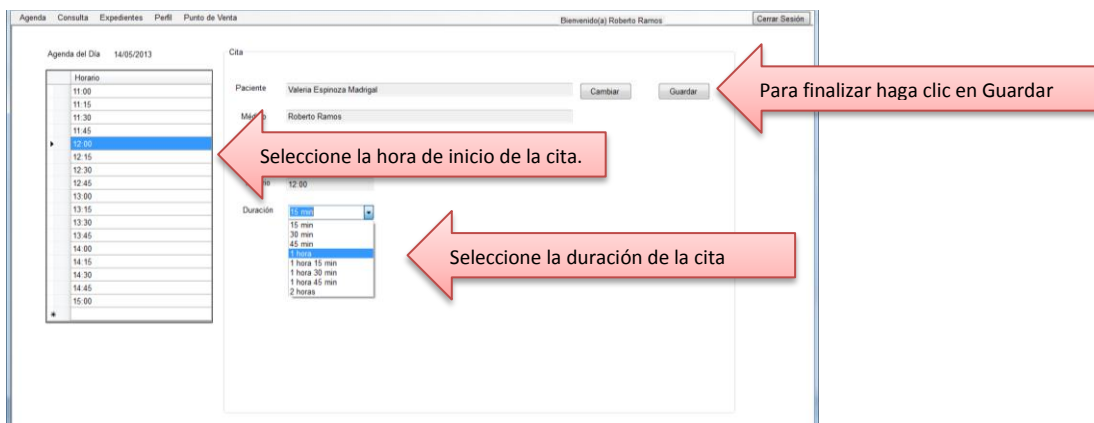 Agenda Consulta Expedientes Perfil Punto de Venta
Bienvenido(a) Roberto Ramos
Cerrar Sesión
Agenda del Día 14/05/2013
Horario
11:00
11:15
11:30
11:45
12:00
12:15
12:30
12:45
13:00
13:15
13:30
13:45
14:00
14:15
14:30
14:45
15:00
Cita
Paciente Valeria Espinoza Madrigal Cambiar Guardar
Médico Roberto Ramos
12:00
Duración 15 min
15 min
30 min
45 min
1 hora
1 hora 15 min
1 hora 30 min
1 hora 45 min
2 horas
Para finalizar haga clic en Guardar
Seleccione la hora de inicio de la cita.
Seleccione la duración de la cita